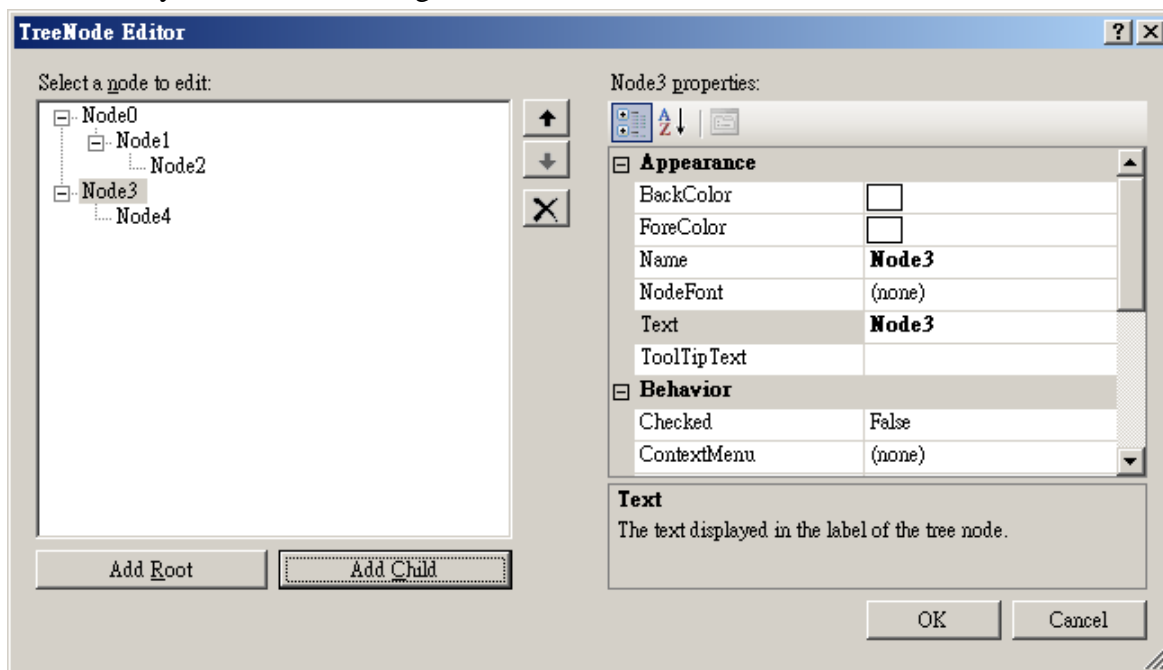 TreeNode Editor
Select a node to edit:
Node0
Node1
Node2
Node3
Node4
Add Root
Add Child
Node3 properties:
Appearance
BackColor
ForeColor
Name Node3
NodeFont (none)
Text Node3
ToolTipText
Behavior
Checked False
ContextMenu (none)
Text
The text displayed in the label of the tree node.
OK
Cancel